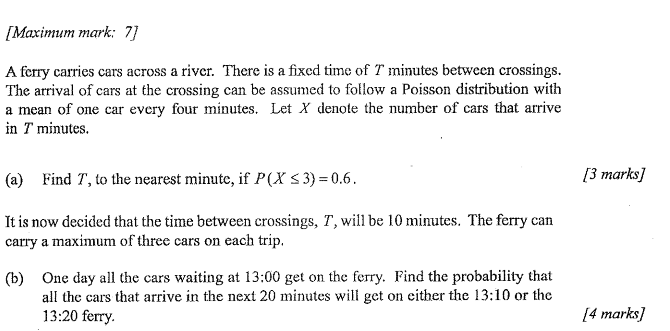 [Maximum mark: 7]
A ferry carries cars across a river. There is a fixed time of T minutes between crossings.
The arrival of cars at the crossing can be assumed to follow a Poisson distribution with
a mean of one car every four minutes. Let X denote the number of cars that arrive
in T minutes.
(a) Find T, to the nearest minute, if P(X ≤ 3) = 0.6. [3 marks]
It is now decided that the time between crossings, T, will be 10 minutes. The ferry can
carry a maximum of three cars on each trip.
(b) One day all the cars waiting at 13:00 get on the ferry. Find the probability that
all the cars that arrive in the next 20 minutes will get on either the 13:10 or the
13:20 ferry. [4 marks]